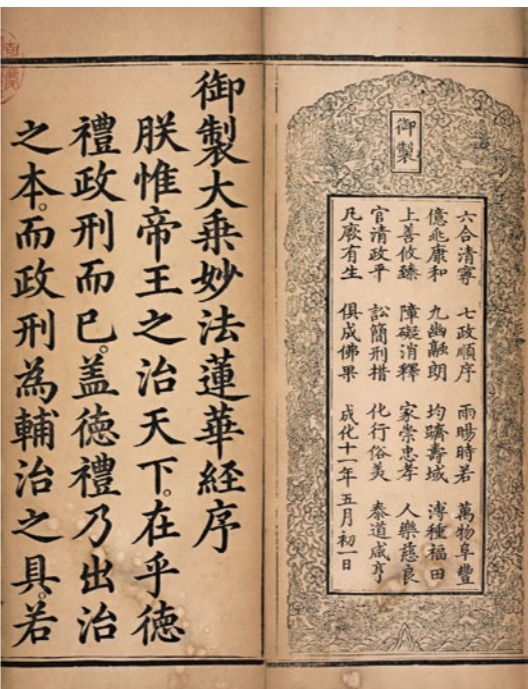 御製
六合清寧 七政順序 雨暘時若 萬物阜豐
億兆康和 九幽融朗 均躋壽域 溥種福田
上善攸臻 障礙消釋 家崇忠孝 人樂慈良
官清政平 訟簡刑措 化行俗美 泰道咸亨
凡厥有生 俱成佛果 成化十一年五月初一日
御製大乗妙法蓮華経序
朕惟帝王之治天下。在乎德
禮政刑而已。蓋德禮乃出治
之本。而政刑為輔治之具。若